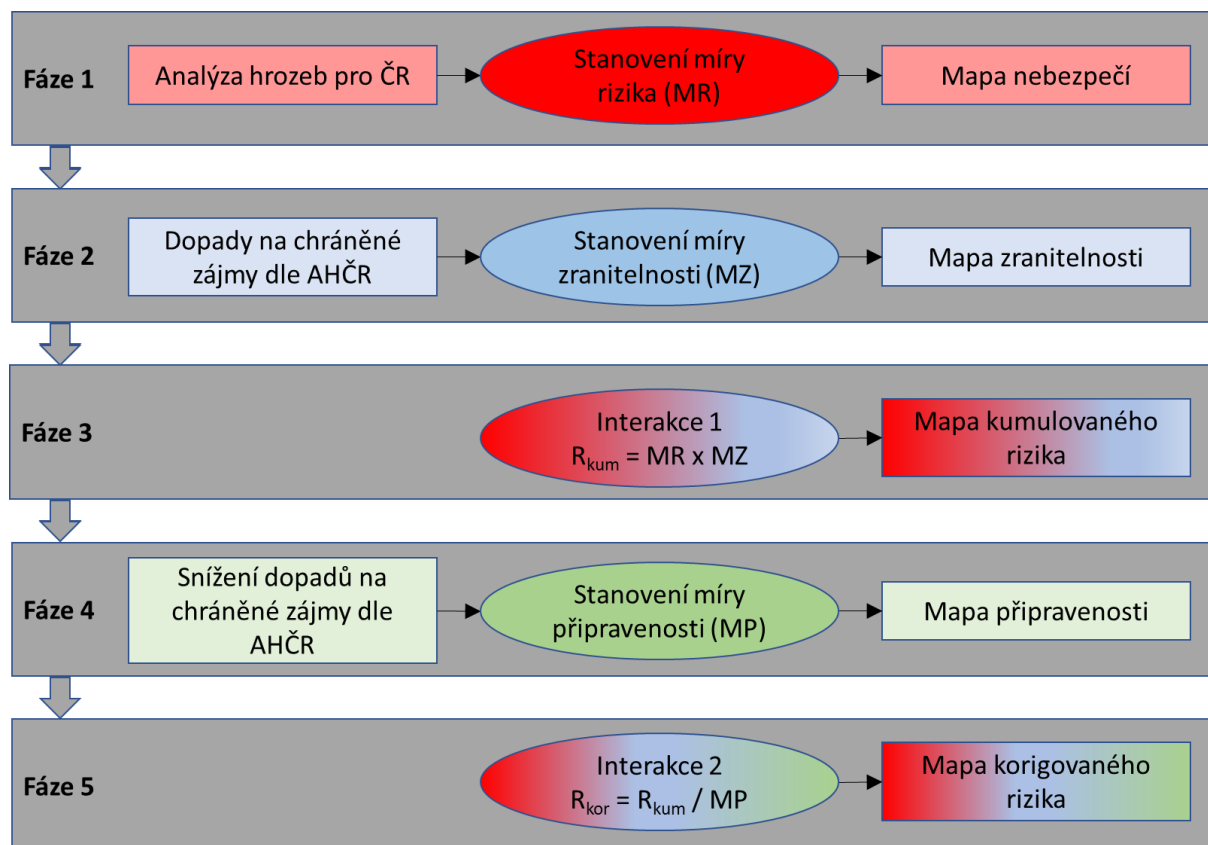 Fáze 1
Analýza hrozeb pro ČR
Stanovení míry
rizika (MR)
Mapa nebezpečí
Fáze 2
Dopady na chráněné
zájmy dle AHČR
Stanovení míry
zranitelnosti (MZ)
Mapa zranitelnosti
Fáze 3
Interakce 1
Rkum = MR x MZ
Mapa kumulovaného
rizika
Fáze 4
Snížení dopadů na
chráněné zájmy dle
AHČR
Stanovení míry
připravenosti (MP)
Mapa připravenosti
Fáze 5
Interakce 2
Rkor = Rkum / MP
Mapa korigovaného
rizika